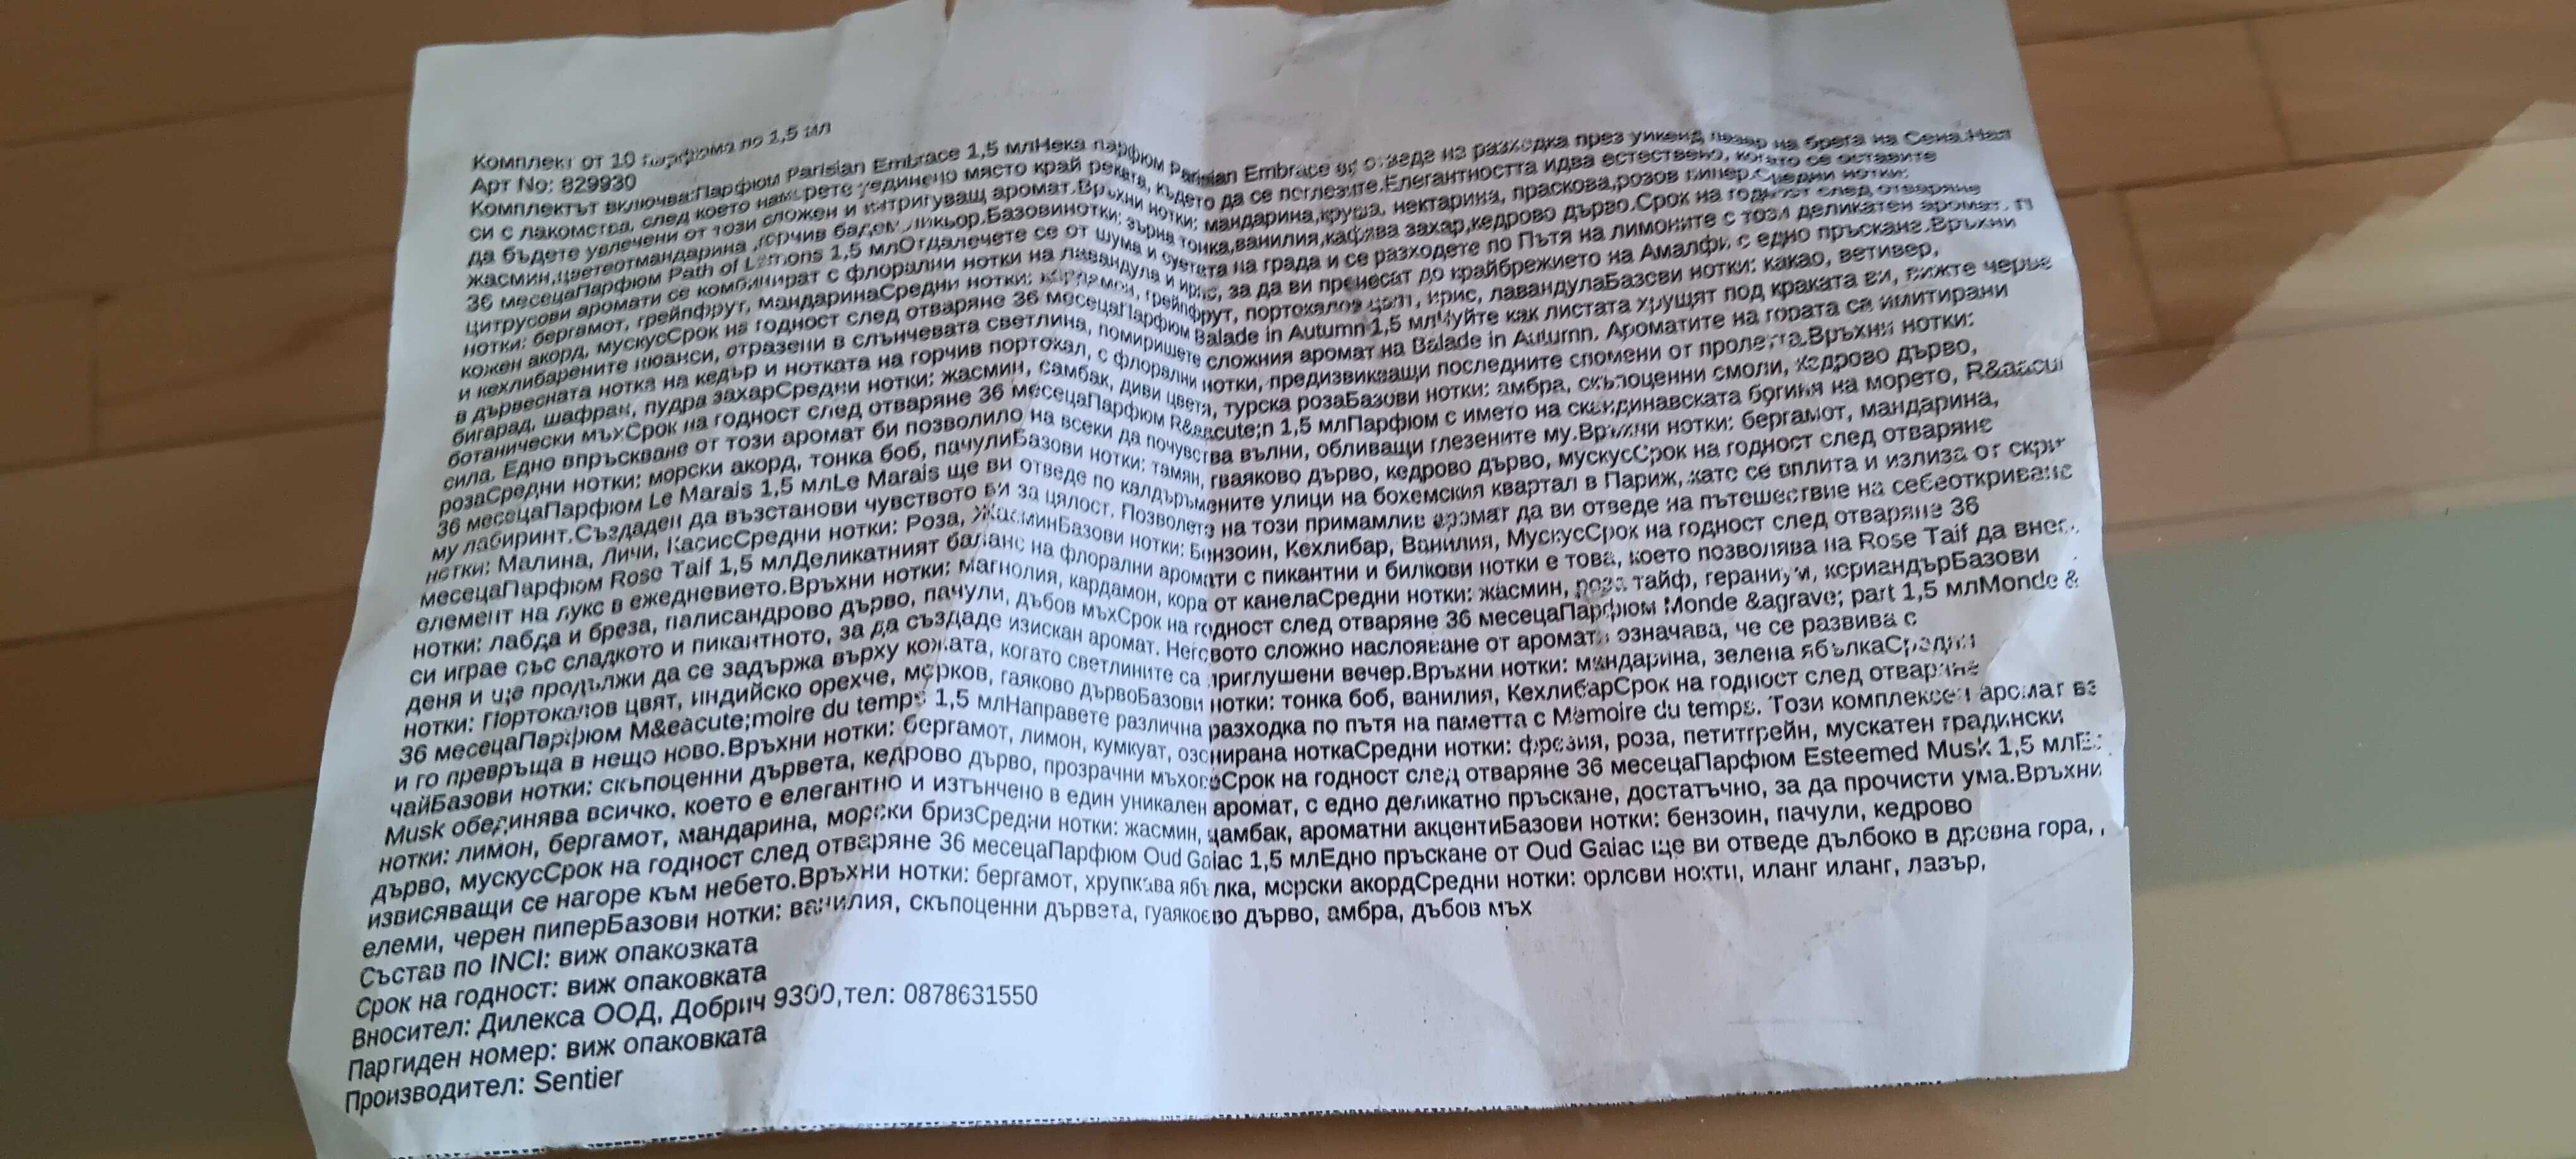 Комплект от 10 парфюма по 1,5 мл
Арт No: 829930
Комплектът включва:Парфюм Parisian Embrace 1,5 млНека парфюм Parisian Embrace ви отведе на разходка през уикенд пазар на брега на Сена.Ная
си с лакомства, след което намерете уединено място край реката, където да се поглезите.Елегантността идва естествено, когато се оставите
да бъдете увлечени от този сложен и интригуващ аромат.Връхни нотки: мандарина,круша, нектарина, праскова,розов пипер.Средни нотки:
жасмин,цветеотмандарина ,горчив бадем,ликьор.Базовинотки: зърна тонка,ванилия,кафява захар,кедрово дърво.Срок на годност след отваряне
36 месецаПарфюм Path of Lemons 1,5 млОтдалечете се от шума и суетата на града и се разходете по Пътя на лимоните с този деликатен аромат. П
цитрусови аромати се комбинират с флорални нотки на лавандула и ирис, за да ви пренесат до крайбрежието на Амалфи с едно пръскане.Връхни
нотки: бергамот, грейпфрут, мандаринаСредни нотки: кардамон, грейпфрут, портокалов цвят, ирис, лавандулаБазови нотки: какао, ветивер,
кожен акорд, мускусСрок на годност след отваряне 36 месецаПарфюм Balade in Autumn 1,5 млЧуйте как листата хрущят под краката ви, вижте черве
и кехлибарените нюанси, отразени в слънчевата светлина, помиришете сложния аромат на Balade in Autumn. Ароматите на гората са имитирани
в дървесната нотка на кедър и нотката на горчив портокал, с флорални нотки, предизвикващи последните спомени от пролетта.Връхни нотки:
бигарад, шафран, пудра захарСредни нотки: жасмин, самбак, диви цветя, турска розаБазови нотки: амбра, скъпоценни смоли, кедрово дърво,
ботанически мъхСрок на годност след отваряне 36 месецаПарфюм R&aacute;n 1,5 млПарфюм с името на скандинавската богиня на морето, R&aacut
сила. Едно впръскване от този аромат би позволило на всеки да почувства вълни, обливащи глезените му.Връхни нотки: бергамот, мандарина,
розаСредни нотки: морски акорд, тонка боб, пачулиБазови нотки: тамян, гваяково дърво, кедрово дърво, мускусСрок на годност след отваряне
36 месецаПарфюм Le Marais 1,5 млLe Marais ще ви отведе по калдъръмените улици на бохемския квартал в Париж,като се вплита и излиза от скри
му лабиринт.Създаден да възстанови чувството ви за цялост. Позволете на този примамлив аромат да ви отведе на пътешествие на себеоткриване
нотки: Малина, Личи, КасисСредни нотки: Роза, ЖасминБазови нотки: Бензоин, Кехлибар, Ванилия, МускусСрок на годност след отваряне 36
месецаПарфюм Rose Taif 1,5 млДеликатният баланс на флорални аромати с пикантни и билкови нотки е това, което позволява на Rose Taif да внес
елемент на лукс в ежедневието.Връхни нотки: магнолия, кардамон, кора от канелаСредни нотки: жасмин, роза тайф, гераниум, кориандърБазови
нотки: лабда и бреза, палисандрово дърво, пачули, дъбов мъхСрок на годност след отваряне 36 месецаПарфюм Monde &agrave; part 1,5 млMonde &
си играе със сладкото и пикантното, за да създаде изискан аромат. Неговото сложно наслояване от аромати означава, че се развива с
деня и ще продължи да се задържа върху кожата, когато светлините са приглушени вечер.Връхни нотки: мандарина, зелена ябълкаСредни
нотки: Портокалов цвят, индийско орехче, морков, гаяково дървоБазови нотки: тонка боб, ванилия, КехлибарСрок на годност след отваряне
36 месецаПарфюм M&eacute;moire du temps 1,5 млНаправете различна разходка по пътя на паметта с Mémoire du temps. Този комплексен аромат вз
и го превръща в нещо ново.Връхни нотки: бергамот, лимон, кумкуат, озонирана ноткаСредни нотки: фрезия, роза, петитгрейн, мускатен градински
чайБазови нотки: скъпоценни дървета, кедрово дърво, прозрачни мъховеСрок на годност след отваряне 36 месецаПарфюм Esteemed Musk 1,5 млEs
Musk обединява всичко, което е елегантно и изтънчено в един уникален аромат, с едно деликатно пръскане, достатъчно, за да прочисти ума.Връхни
нотки: лимон, бергамот, мандарина, морски бризСредни нотки: жасмин, цамбак, ароматни акцентиБазови нотки: бензоин, пачули, кедрово
дърво, мускусСрок на годност след отваряне 36 месецаПарфюм Oud Gaiac 1,5 млЕдно пръскане от Oud Gaiac ще ви отведе дълбоко в древна гора, ,
извисяващи се нагоре към небето.Връхни нотки: бергамот, хрупкава ябълка, морски акордСредни нотки: орлови нокти, иланг иланг, лазър,
елеми, черен пиперБазови нотки: ванилия, скъпоценни дървета, гуаяково дърво, амбра, дъбов мъх
Състав по INCI: виж опаковката
Срок на годност: виж опаковката
Вносител: Дилекса ООД, Добрич 9300,тел: 0878631550
Партиден номер: виж опаковката
Производител: Sentier